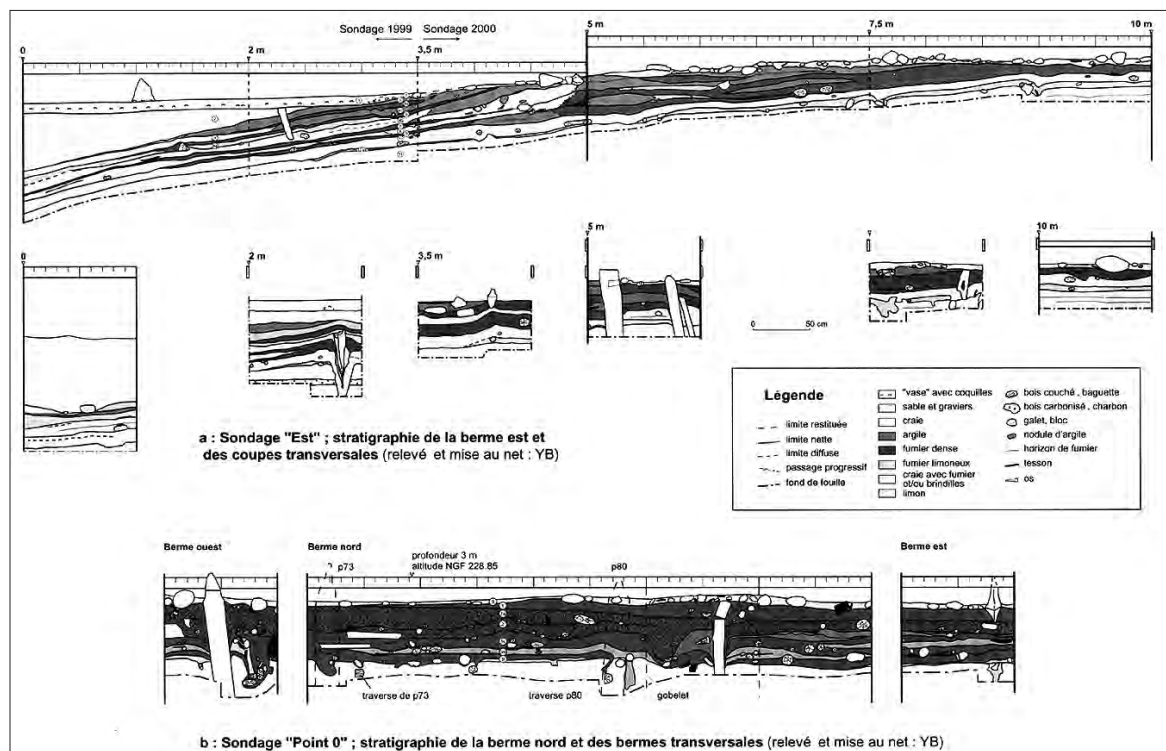 Sondage 1999 Sondage 2000
0
2 m
3,5 m
5 m
7,5 m
10 m
0
2 m
3,5 m
5 m
10 m
0 50 cm
a : Sondage "Est" ; stratigraphie de la berme est et
des coupes transversales (relevé et mise au net : YB)
Légende
limite restituée
limite nette
limite diffuse
passage progressif
fond de fouille
"vase" avec coquilles
sable et graviers
craie
argile
fumier dense
fumier limoneux
craie avec fumier
et/ou brindilles
limon
bois couché , baguette
bois carbonisé , charbon
galet, bloc
nodule d'argile
horizon de fumier
tesson
os
Berme ouest
Berme nord
p73
profondeur 3 m
altitude NGF 228.85
p80
Berme est
traverse de p73
traverse p80
gobelet
b : Sondage "Point 0" ; stratigraphie de la berme nord et des bermes transversales (relevé et mise au net : YB)